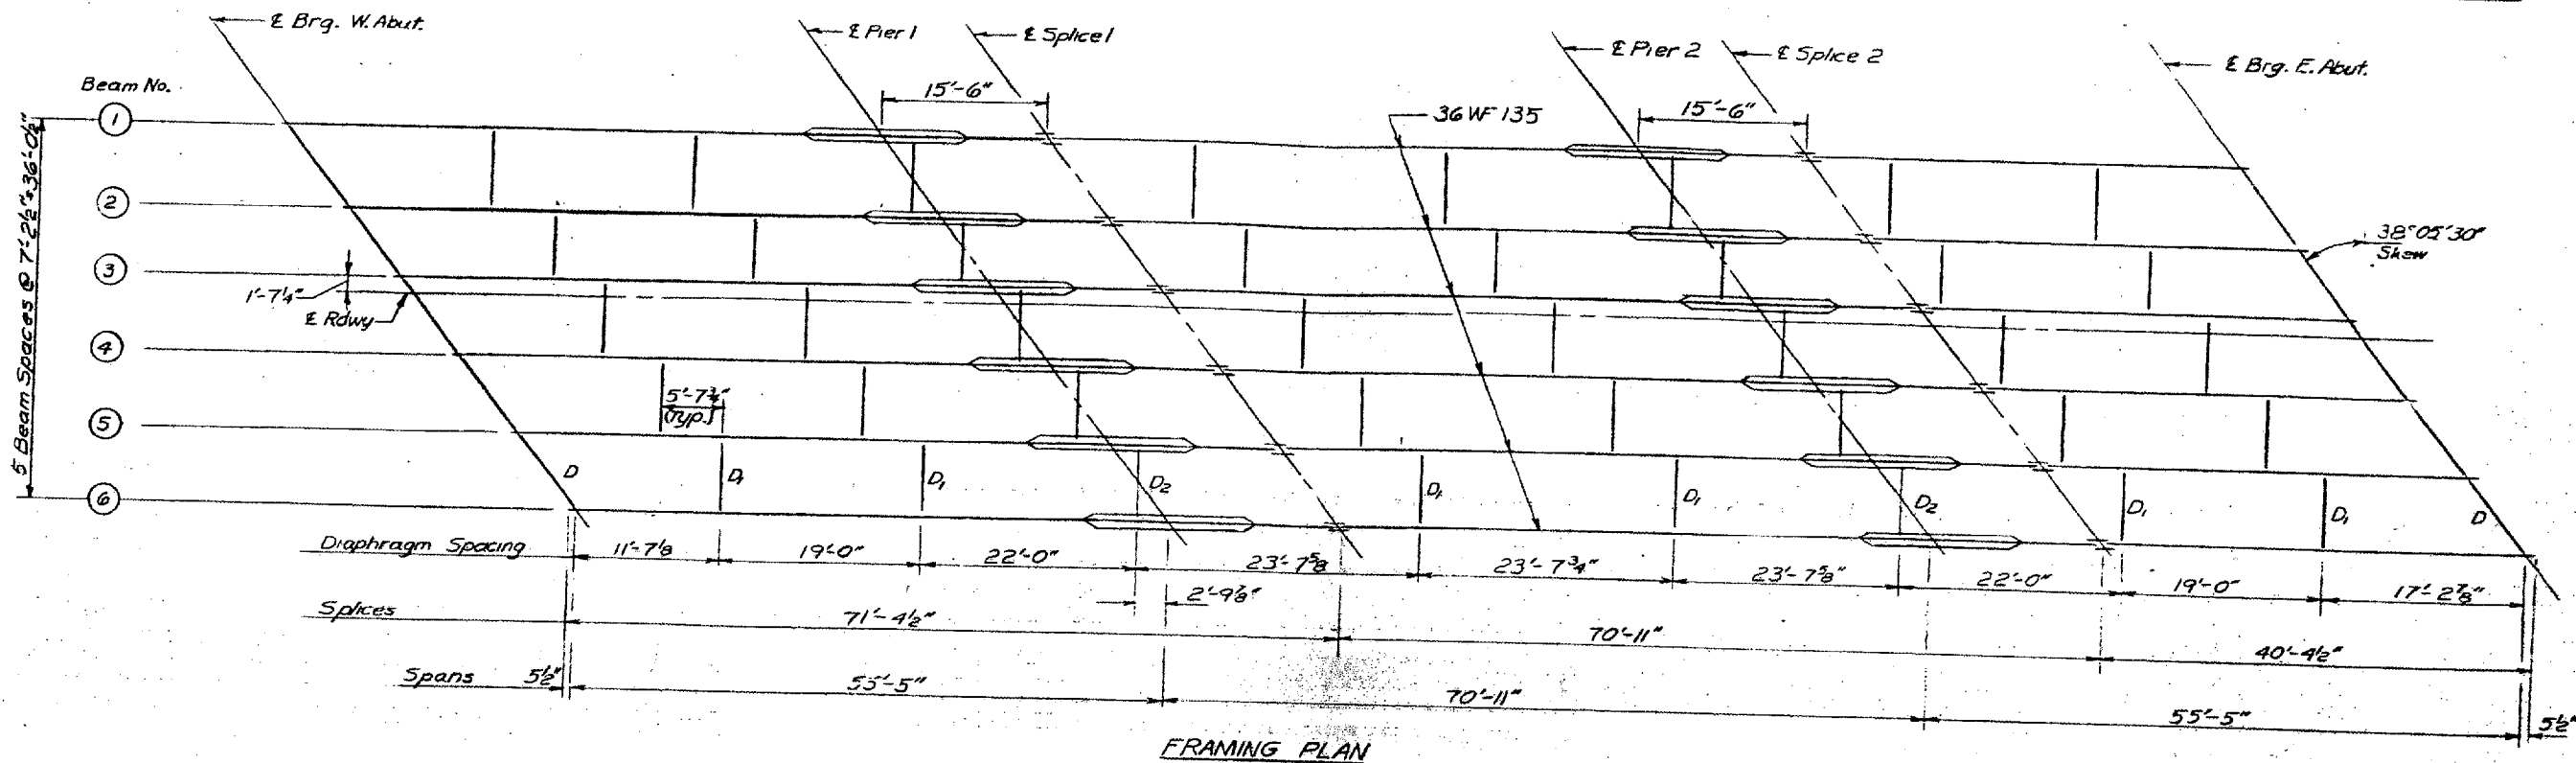 ℄ Brg. W. Abut.
℄ Pier 1
℄ Splice 1
℄ Pier 2
℄ Splice 2
℄ Brg. E. Abut.
Beam No.
15'-6"
36 WF 135
15'-6"
1
2
3
4
5
6
5 Beam Spaces @ 7'-2½"=36'-0½"
38°05'30"
Skew
1'-7¼"
℄ Rdwy
5'-7¾"
(Typ.)
D
D₁
D₁
D₂
D₁
D₁
D₂
D₁
D₁
D
Diaphragm Spacing
11'-7⅛
19'-0"
22'-0"
23'-7⅝
23'-7¾"
23'-7⅝"
22'-0"
19'-0"
17'-2⅞"
2'-9⅞"
Splices
71'-4½"
70'-11"
40'-4½"
Spans
5½"
55'-5"
70'-11"
55'-5"
5½"
FRAMING PLAN